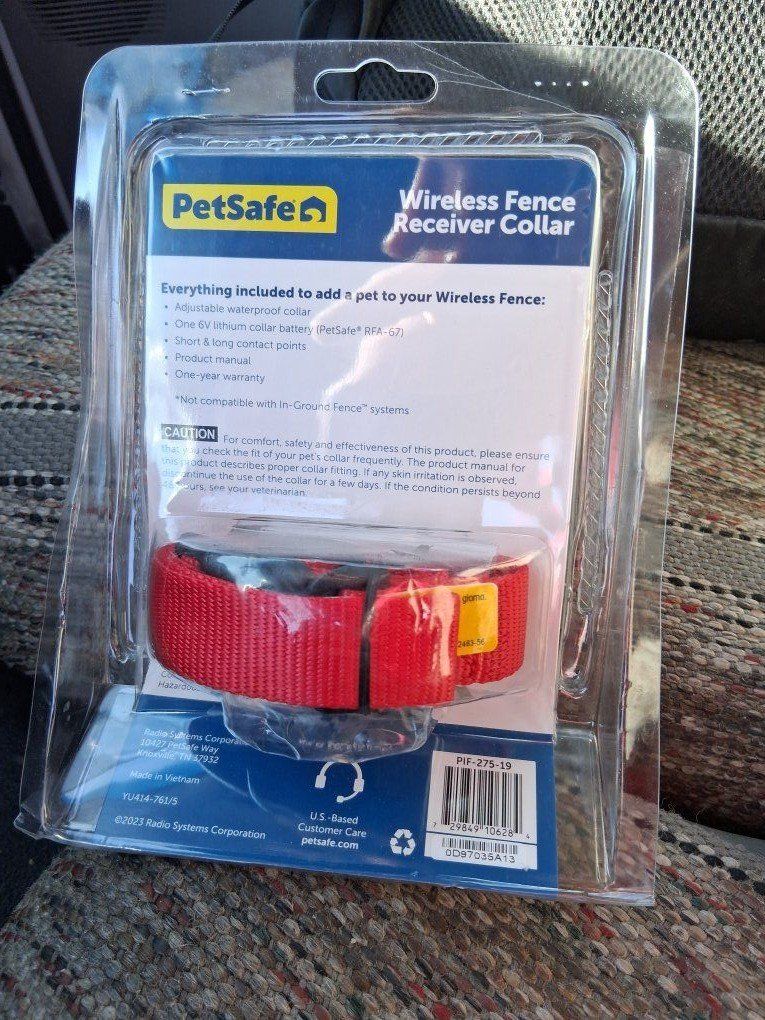 PetSafe®
Wireless Fence
Receiver Collar
Everything included to add a pet to your Wireless Fence:
• Adjustable waterproof collar
• One 6V lithium collar battery (PetSafe® RFA-67)
• Short & long contact points
• Product manual
• One-year warranty
*Not compatible with In-Ground Fence™ systems
CAUTION For comfort, safety and effectiveness of this product, please ensure
that you check the fit of your pet's collar frequently. The product manual for
this product describes proper collar fitting. If any skin irritation is observed,
discontinue the use of the collar for a few days. If the condition persists beyond
48 hours, see your veterinarian.
2483-56
Radio Systems
10427 PetSafe Way
Knoxville, TN 37932
Made in Vietnam
YU414-761/5
©2023 Radio Systems Corporation
U.S.-Based
Customer Care
petsafe.com
PIF-275-19
7 29849 10628 4
0D97035A13